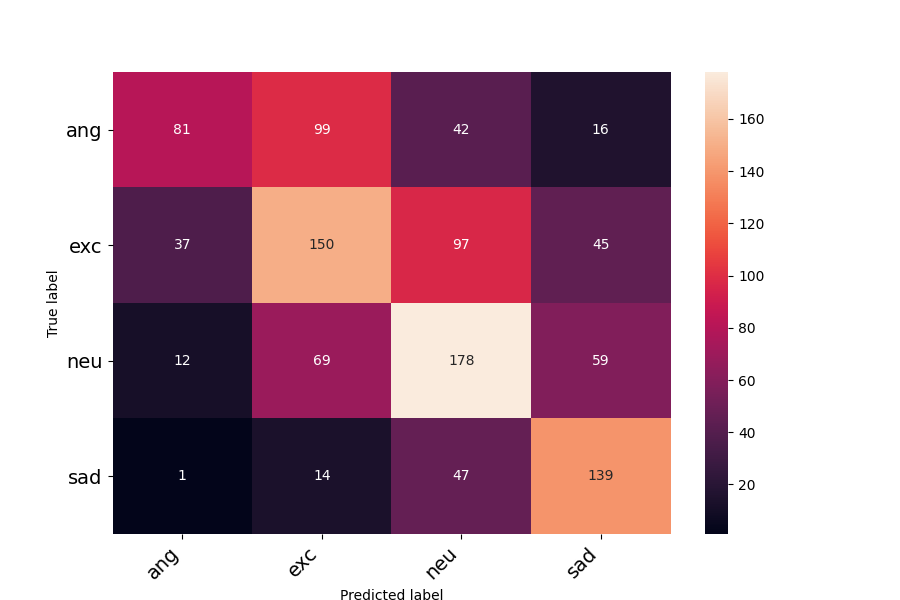 ang 81 99 42 16
exc 37 150 97 45
neu 12 69 178 59
sad 1 14 47 139
ang exc neu sad
True label
Predicted label
160
140
120
100
80
60
40
20